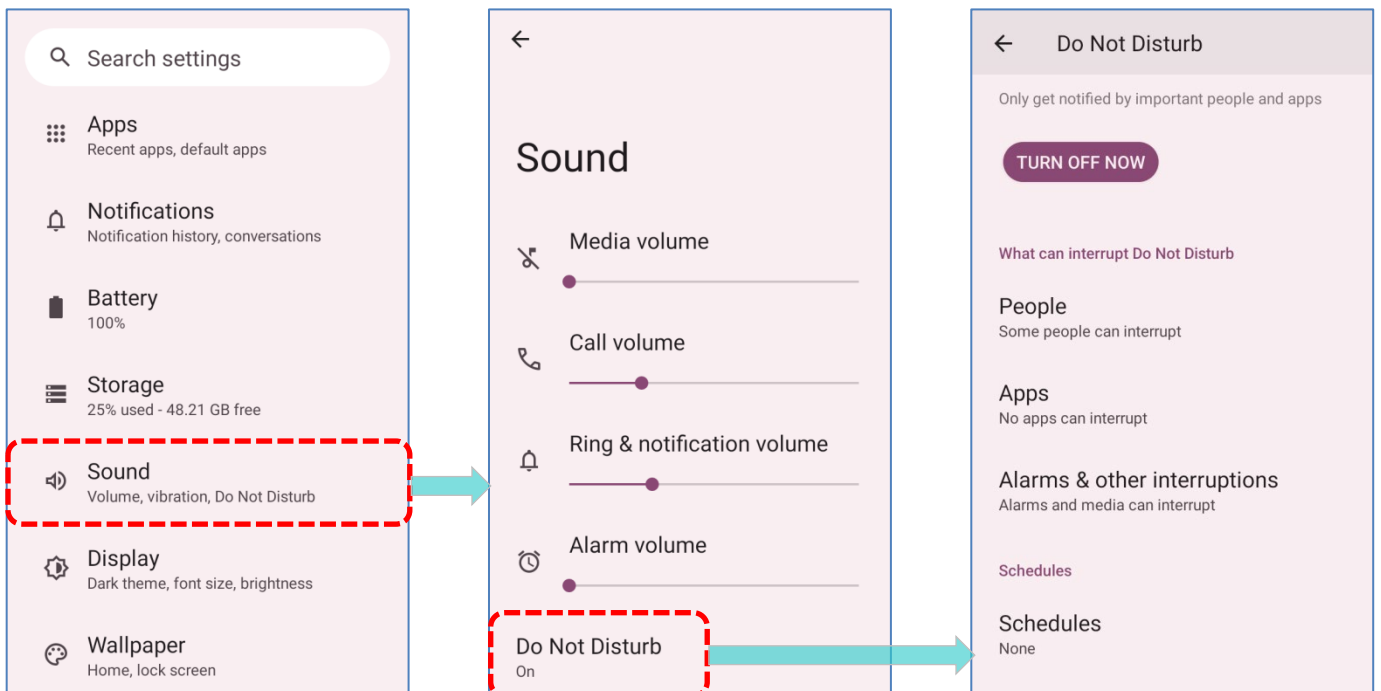 Search settings
Apps
Recent apps, default apps
Notifications
Notification history, conversations
Battery
100%
Storage
25% used - 48.21 GB free
Sound
Volume, vibration, Do Not Disturb
Display
Dark theme, font size, brightness
Wallpaper
Home, lock screen
Sound
Media volume
Call volume
Ring & notification volume
Alarm volume
Do Not Disturb
On
Do Not Disturb
Only get notified by important people and apps
TURN OFF NOW
What can interrupt Do Not Disturb
People
Some people can interrupt
Apps
No apps can interrupt
Alarms & other interruptions
Alarms and media can interrupt
Schedules
Schedules
None